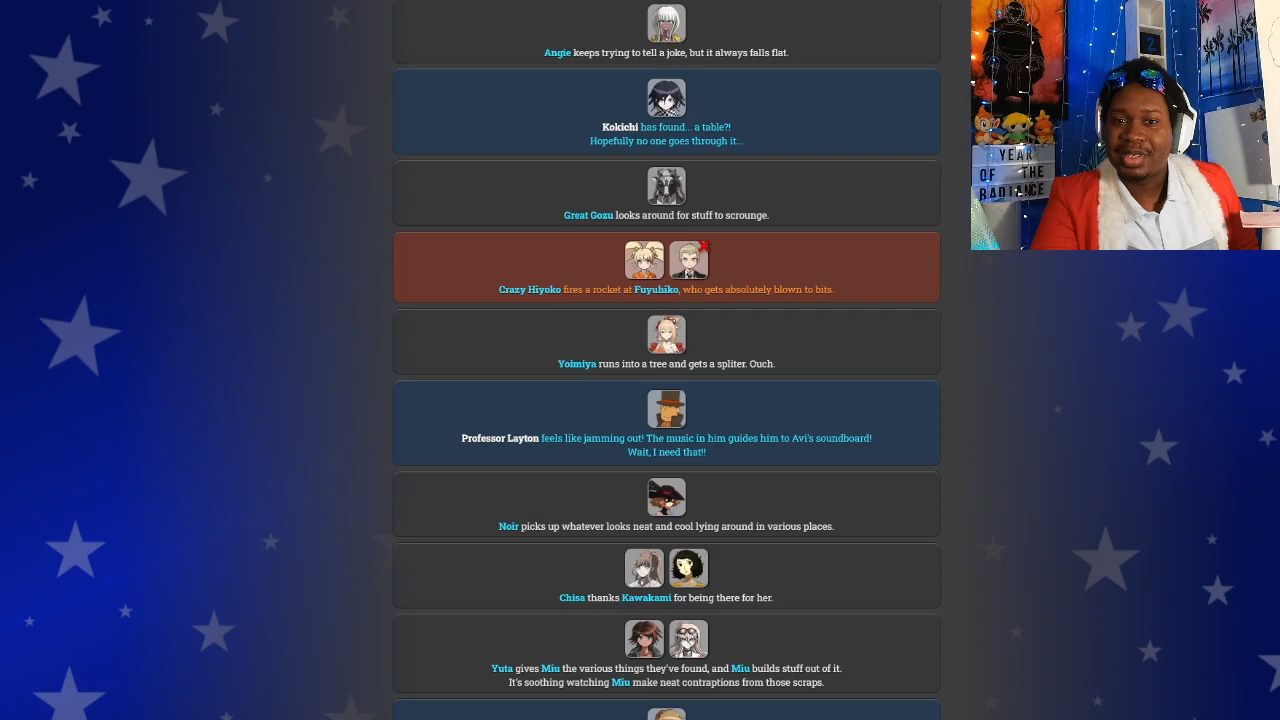 Angie keeps trying to tell a joke, but it always falls flat.
Kokichi has found... a table?!
Hopefully no one goes through it...
Great Gozu looks around for stuff to scrounge.
Crazy Hiyoko fires a rocket at Fuyuhiko, who gets absolutely blown to bits.
Yoimiya runs into a tree and gets a spliter. Ouch.
Professor Layton feels like jamming out! The music in him guides him to Avi's soundboard!
Wait, I need that!!
Noir picks up whatever looks neat and cool lying around in various places.
Chisa thanks Kawakami for being there for her.
Yuta gives Miu the various things they've found, and Miu builds stuff out of it.
It's soothing watching Miu make neat contraptions from those scraps.
2
YEAR
OF THE
RADIANCE